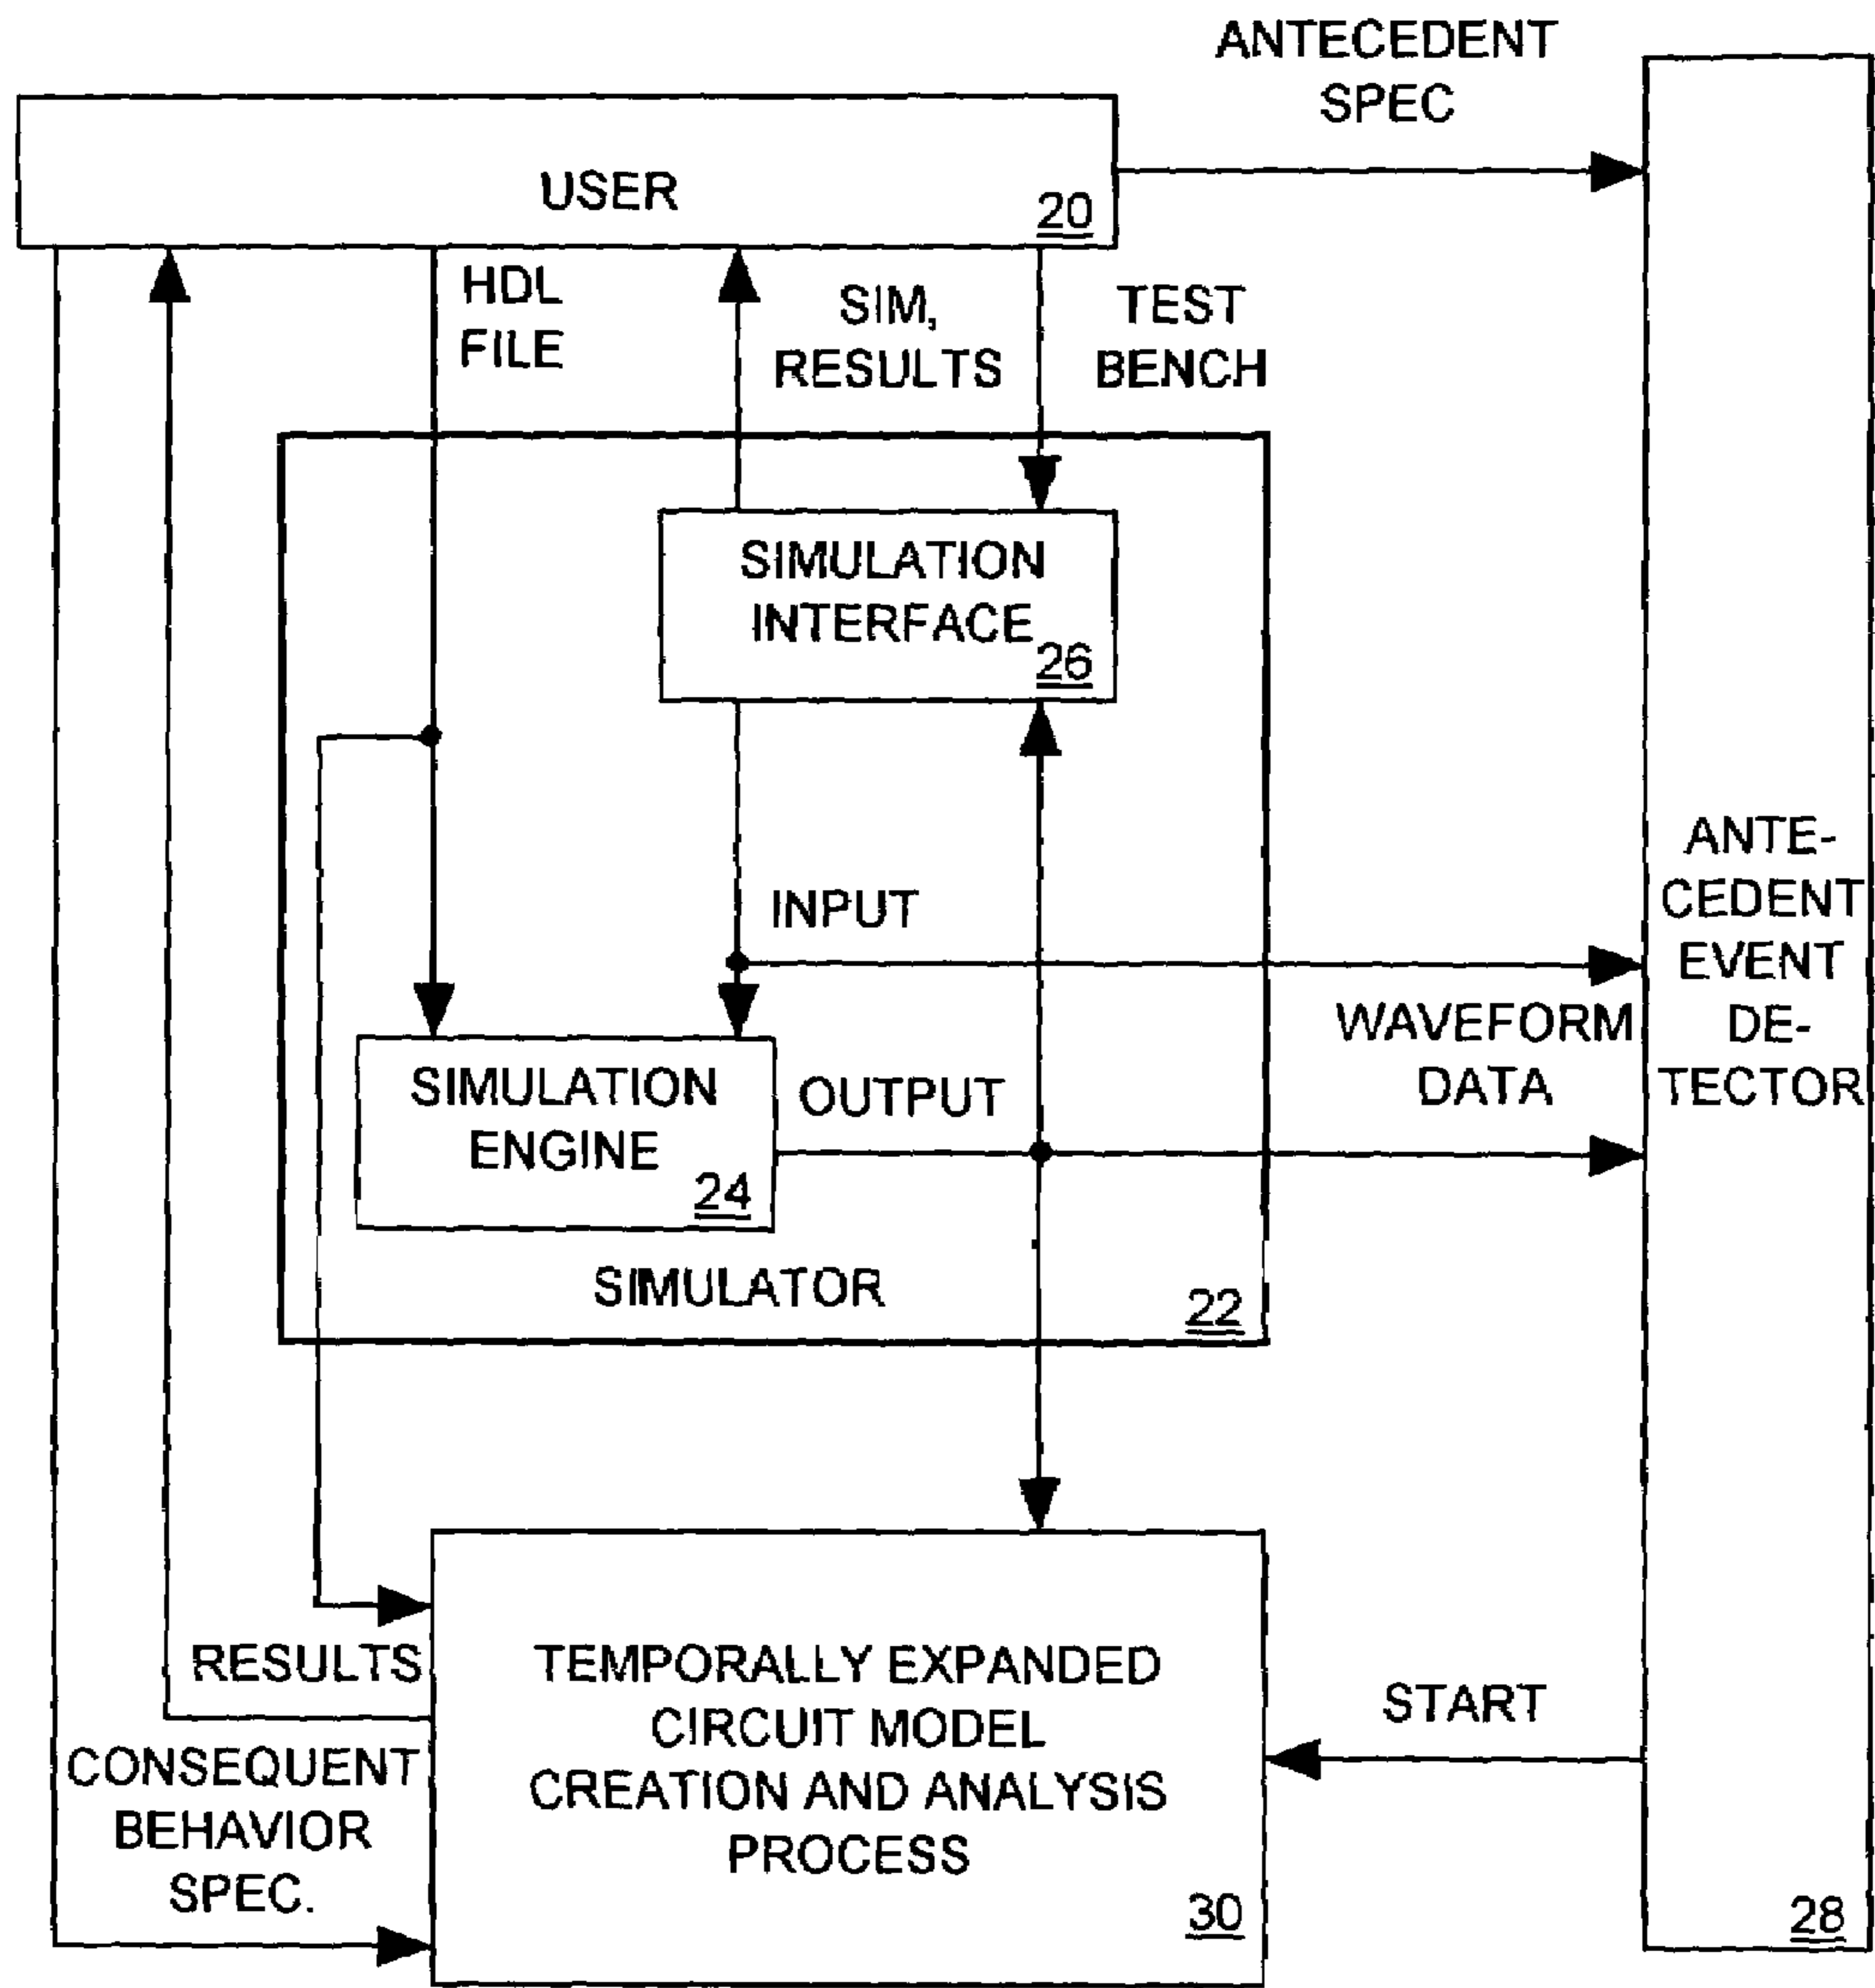 ANTECEDENT
SPEC
USER
20
HDL
FILE
SIM,
RESULTS
TEST
BENCH
SIMULATION
INTERFACE
26
INPUT
ANTE-
CEDENT
EVENT
DE-
TECTOR
WAVEFORM
DATA
SIMULATION
ENGINE
24
OUTPUT
SIMULATOR
22
RESULTS
TEMPORALLY EXPANDED
CIRCUIT MODEL
CREATION AND ANALYSIS
PROCESS
30
START
CONSEQUENT
BEHAVIOR
SPEC.
28